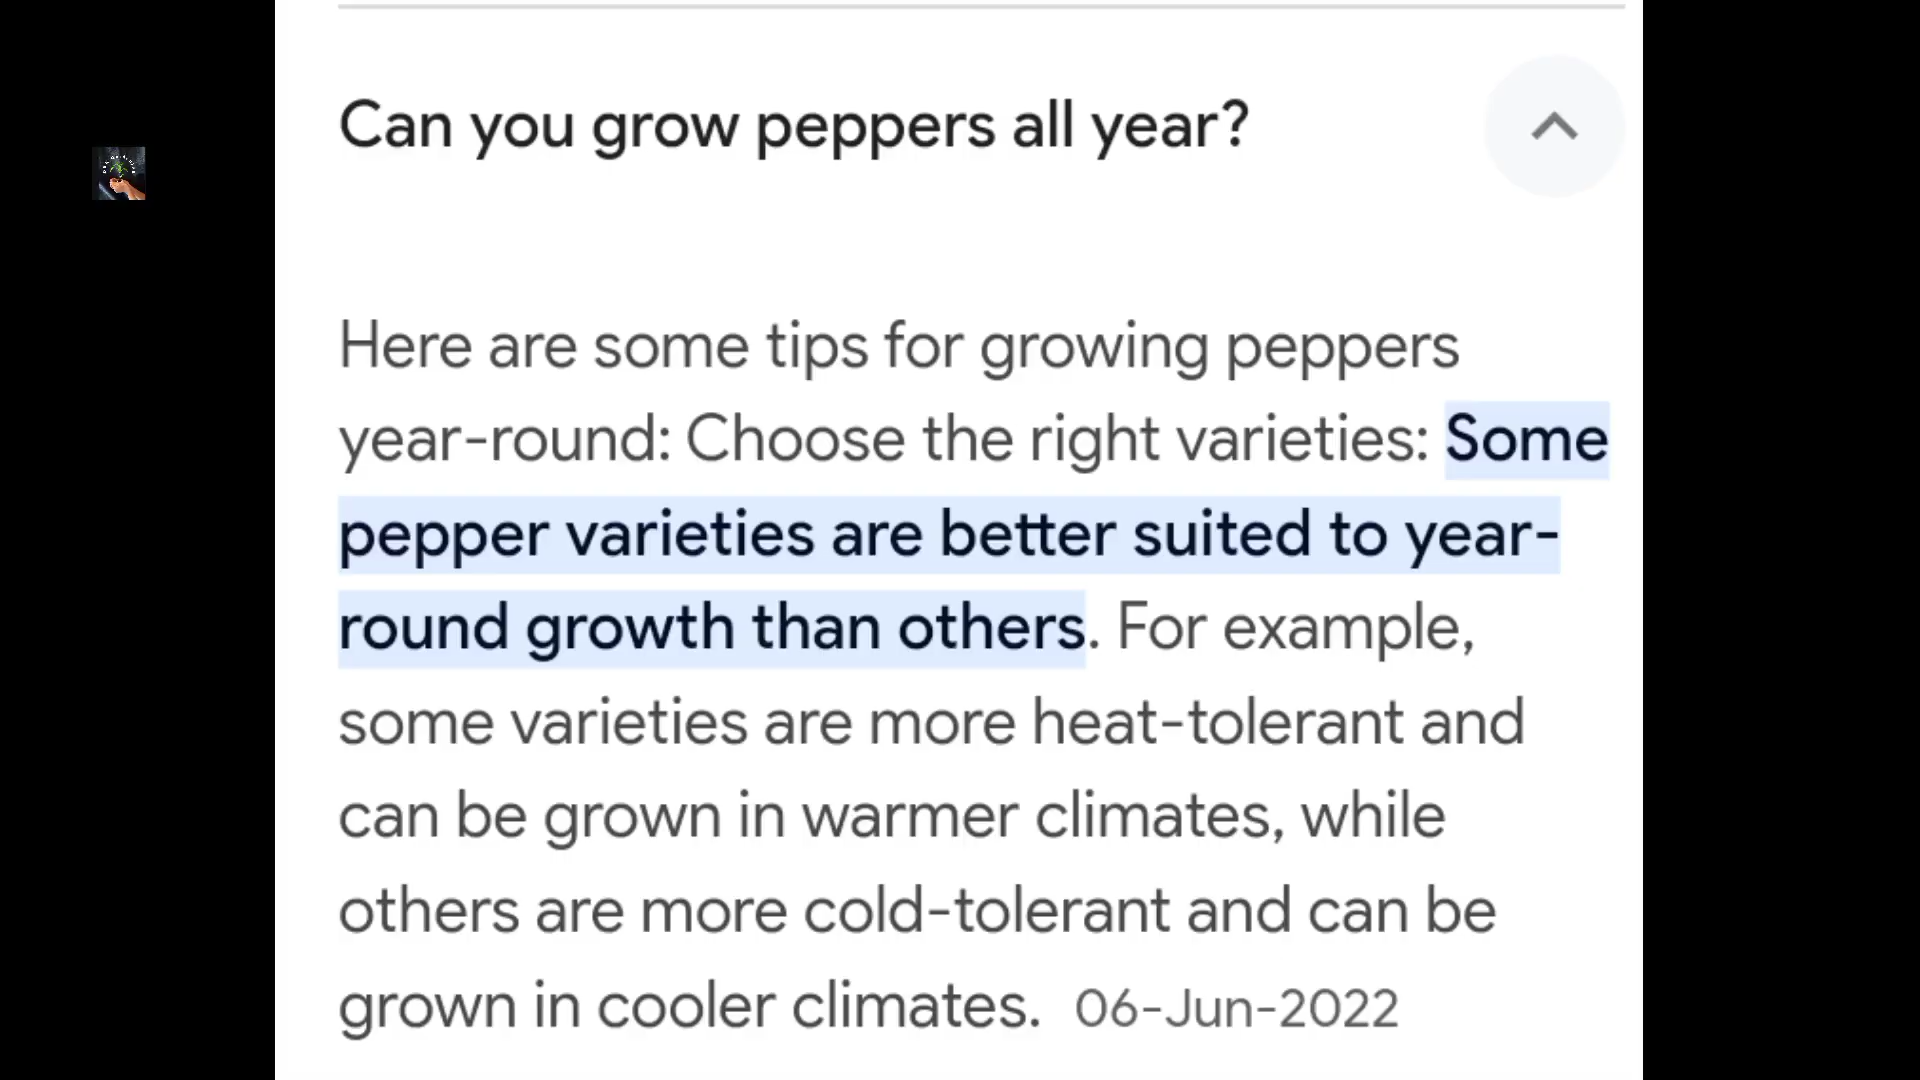 Can you grow peppers all year?
Here are some tips for growing peppers
year-round: Choose the right varieties: Some
pepper varieties are better suited to year-
round growth than others. For example,
some varieties are more heat-tolerant and
can be grown in warmer climates, while
others are more cold-tolerant and can be
grown in cooler climates. 06-Jun-2022